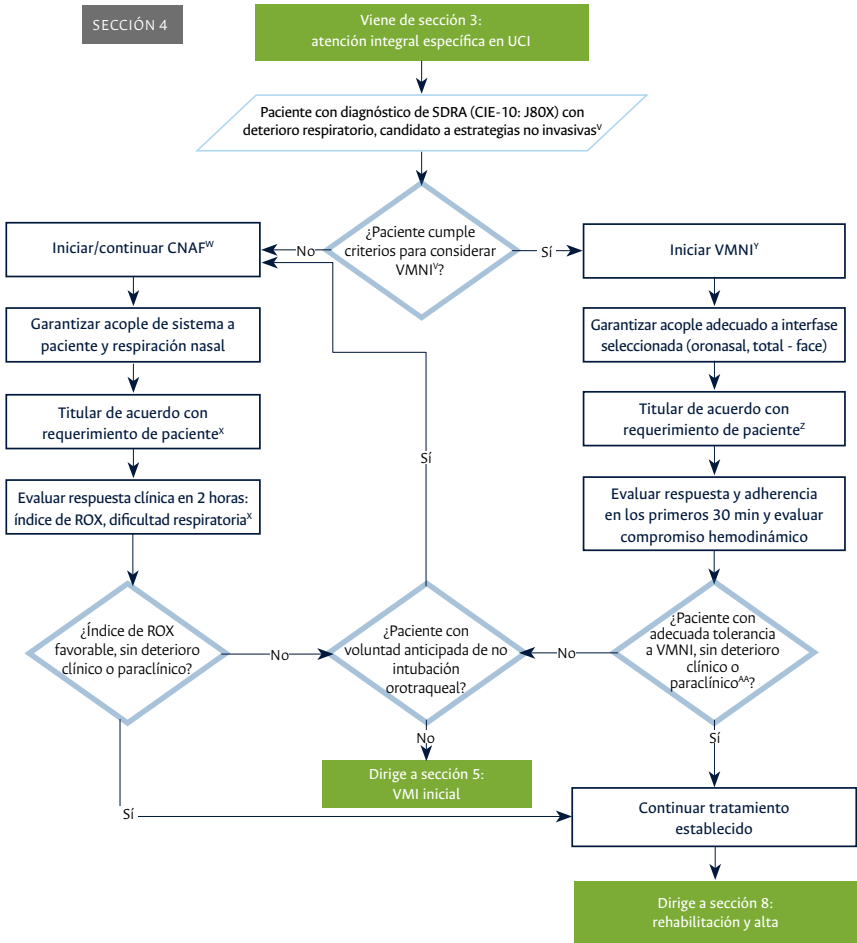 SECCIÓN 4
Viene de sección 3:
atención integral específica en UCI
Paciente con diagnóstico de SDRA (CIE-10: J80X) con
deterioro respiratorio, candidato a estrategias no invasivasV
¿Paciente cumple
criterios para considerar
VMNIV?
No
Sí
Iniciar/continuar CNAFW
Garantizar acople de sistema a
paciente y respiración nasal
Titular de acuerdo con
requerimiento de pacienteX
Evaluar respuesta clínica en 2 horas:
índice de ROX, dificultad respiratoriaX
¿Índice de ROX
favorable, sin deterioro
clínico o paraclínico?
No
Sí
Iniciar VMNIY
Garantizar acople adecuado a interfase
seleccionada (oronasal, total - face)
Titular de acuerdo con
requerimiento de pacienteZ
Evaluar respuesta y adherencia
en los primeros 30 min y evaluar
compromiso hemodinámico
¿Paciente con
adecuada tolerancia
a VMNI, sin deterioro
clínico o
paraclínicoAA?
No
Sí
¿Paciente con
voluntad anticipada de no
intubación
orotraqueal?
Sí
No
Dirige a sección 5:
VMI inicial
Continuar tratamiento
establecido
Dirige a sección 8:
rehabilitación y alta